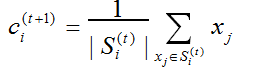 c_i^{(t+1)} = \frac{1}{|S_i^{(t)}|} \sum_{x_j \in S_i^{(t)}} x_j